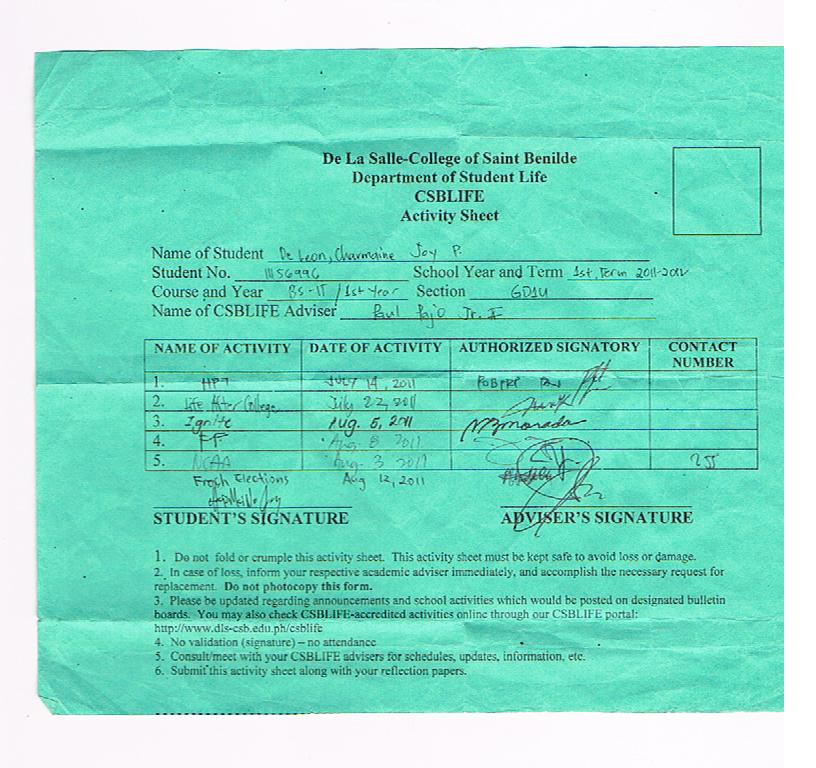 De La Salle-College of Saint Benilde
Department of Student Life
CSBLIFE
Activity Sheet
Name of Student De Leon, Charmaine Joy P.
Student No. 1156996 School Year and Term 1st, Term 2011-2012
Course and Year BS-IT / 1st Year Section GD1U
Name of CSBLIFE Adviser Paul Pajo Jr. II
NAME OF ACTIVITY DATE OF ACTIVITY AUTHORIZED SIGNATORY CONTACT NUMBER
1. JULY 14, 2011
2. Life After College July 22, 2011
3. Ignite Aug. 5, 2011
4. FF Aug. 8 2011
5. NCAA Aug. 3 2011
Frosh Elections Aug 12, 2011
STUDENT'S SIGNATURE ADVISER'S SIGNATURE
1. Do not fold or crumple this activity sheet. This activity sheet must be kept safe to avoid loss or damage.
2. In case of loss, inform your respective academic adviser immediately, and accomplish the necessary request for
replacement. Do not photocopy this form.
3. Please be updated regarding announcements and school activities which would be posted on designated bulletin
boards. You may also check CSBLIFE-accredited activities online through our CSBLIFE portal:
http://www.dls-csb.edu.ph/csblife
4. No validation (signature) – no attendance
5. Consult/meet with your CSBLIFE advisers for schedules, updates, information, etc.
6. Submit this activity sheet along with your reflection papers.